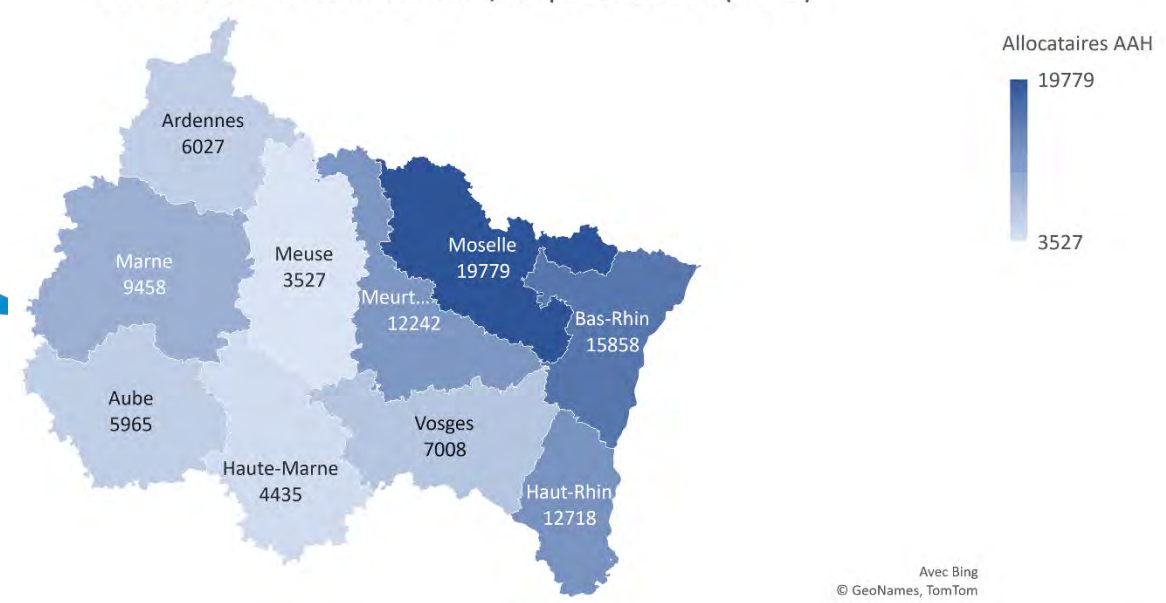 Allocataires AAH
19779
3527
Ardennes
6027
Marne
9458
Meuse
3527
Moselle
19779
Meurt...
12242
Bas-Rhin
15858
Aube
5965
Vosges
7008
Haute-Marne
4435
Haut-Rhin
12718
Avec Bing
© GeoNames, TomTom